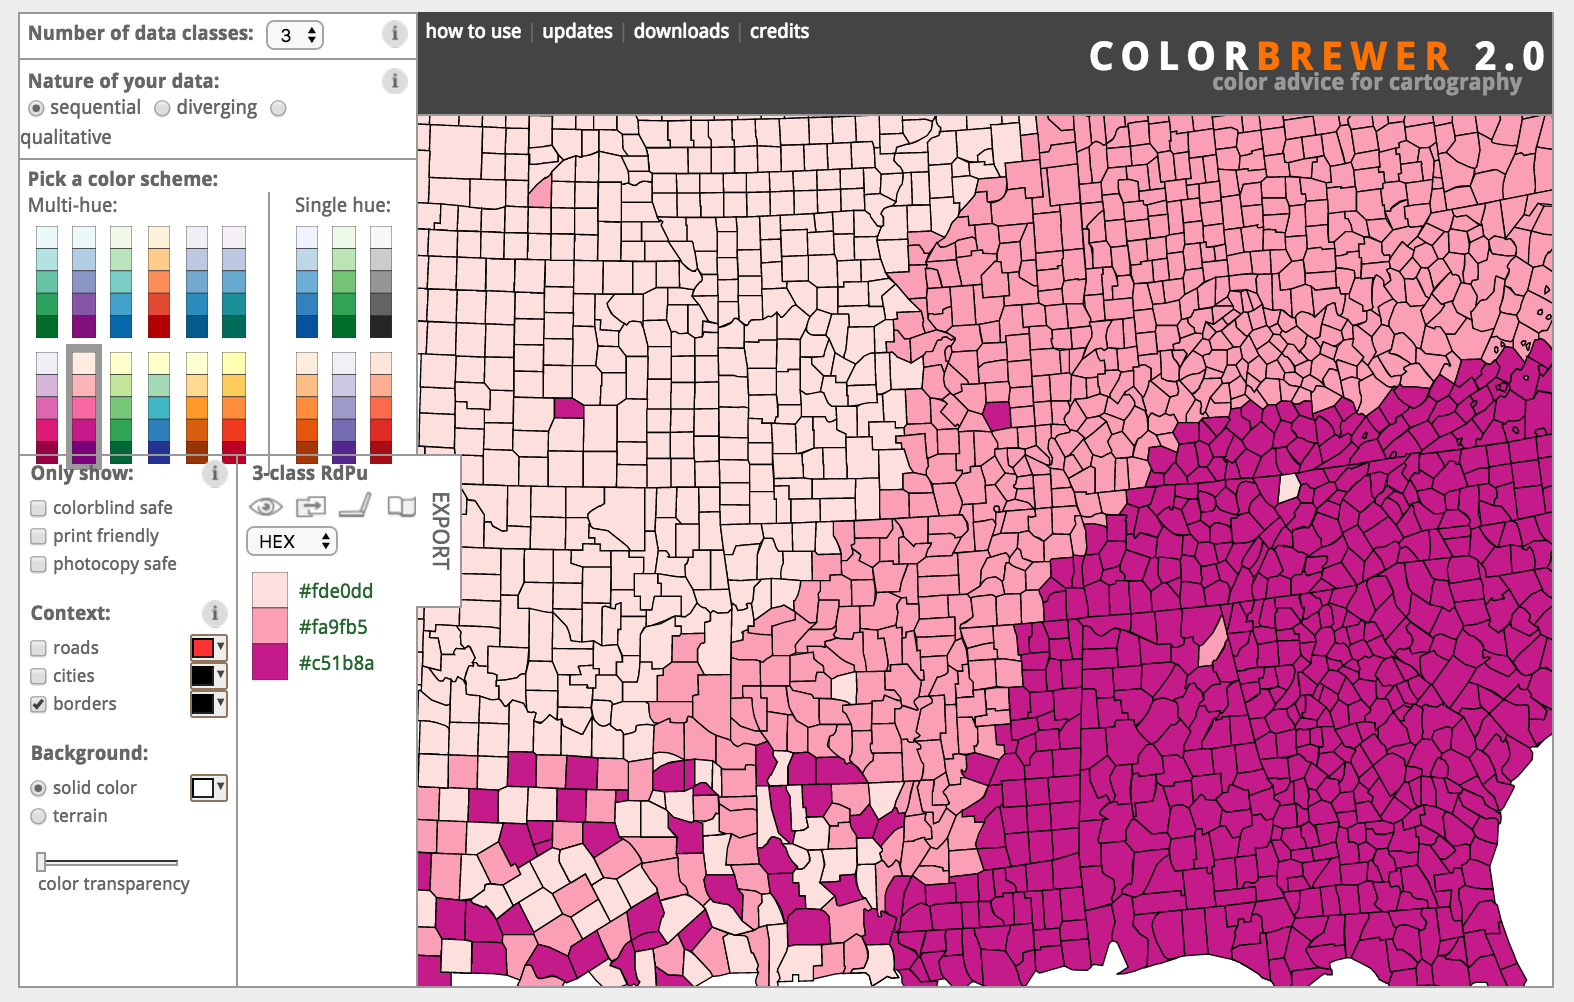 Number of data classes: 3 i
how to use | updates | downloads | credits
COLORBREWER 2.0
color advice for cartography
Nature of your data: i
sequential diverging
qualitative
Pick a color scheme:
Multi-hue: Single hue:
Only show: i
colorblind safe
print friendly
photocopy safe
Context: i
roads
cities
borders
Background:
solid color
terrain
color transparency
3-class RdPu
EXPORT
HEX
#fde0dd
#fa9fb5
#c51b8a